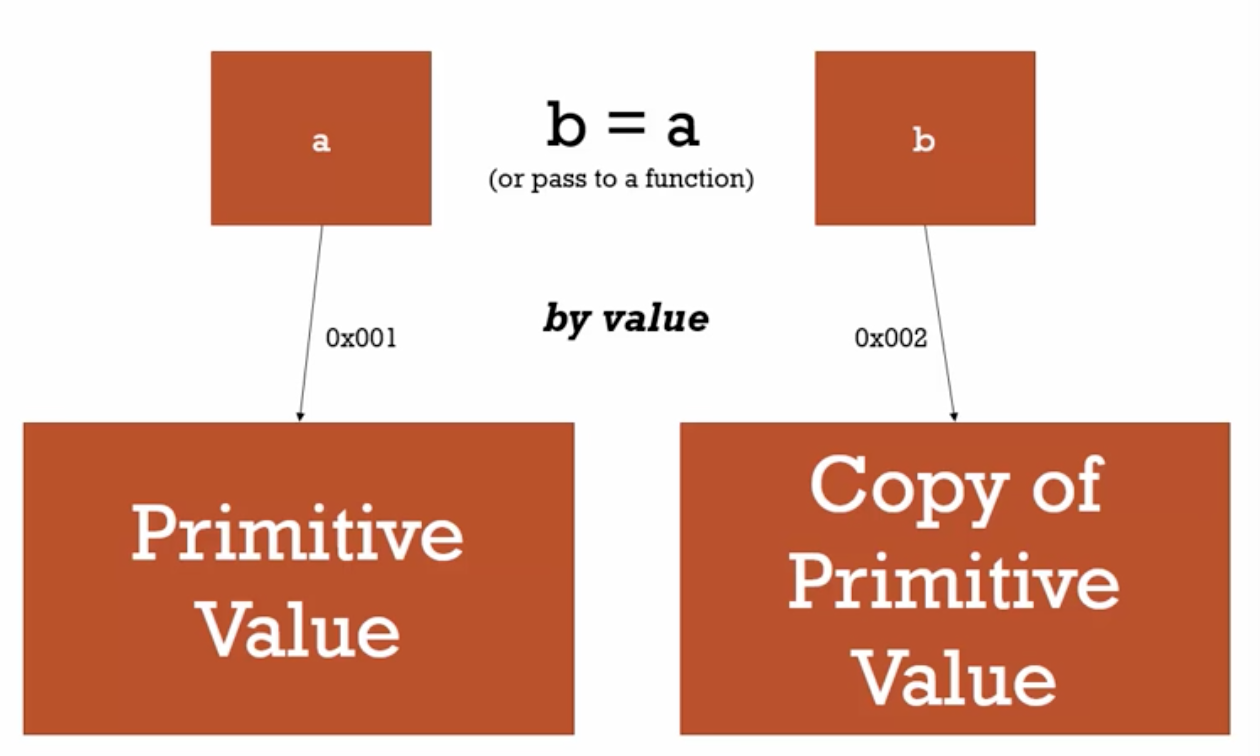 a
b = a
(or pass to a function)
b
0x001
by value
0x002
Primitive
Value
Copy of
Primitive
Value